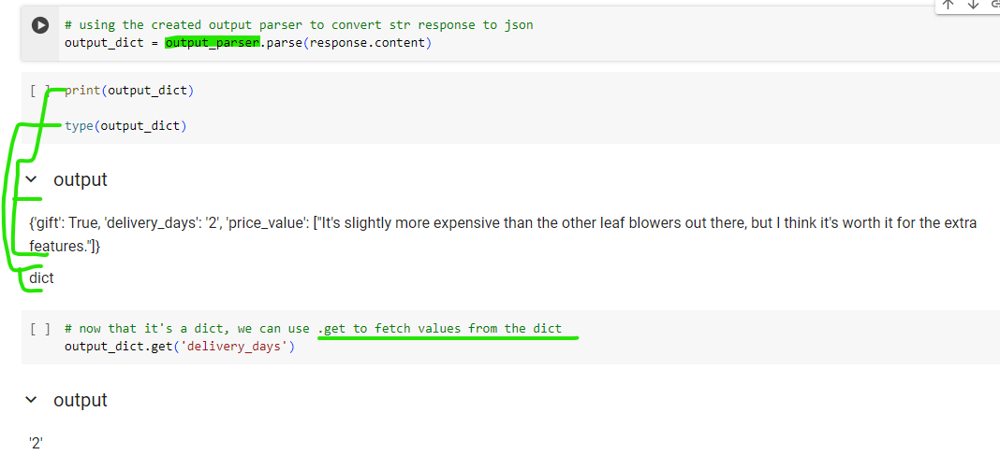 # using the created output parser to convert str response to json
output_dict = output_parser.parse(response.content)
[ ] print(output_dict)
type(output_dict)
output
{'gift': True, 'delivery_days': '2', 'price_value': ["It's slightly more expensive than the other leaf blowers out there, but I think it's worth it for the extra
features."]}
dict
[ ] # now that it's a dict, we can use .get to fetch values from the dict
output_dict.get('delivery_days')
output
'2'